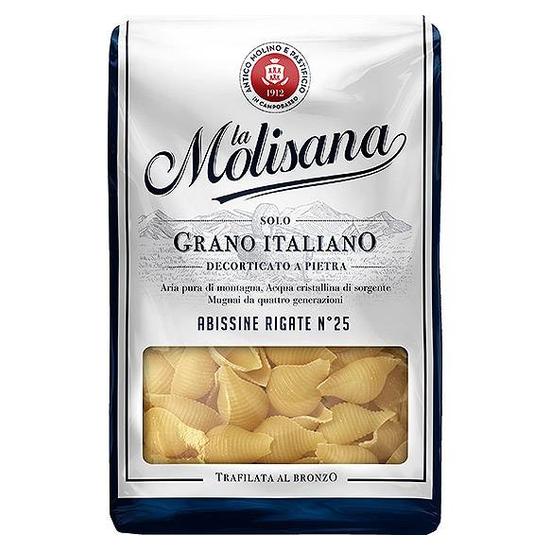 ANTICO MOLINO E PASTIFICIO
1912
IN CAMPOBASSO
la
Molisana
SOLO
GRANO ITALIANO
DECORTICATO A PIETRA
Aria pura di montagna, Acqua cristallina di sorgente
Mugnai da quattro generazioni
ABISSINE RIGATE N°25
TRAFILATA AL BRONZO